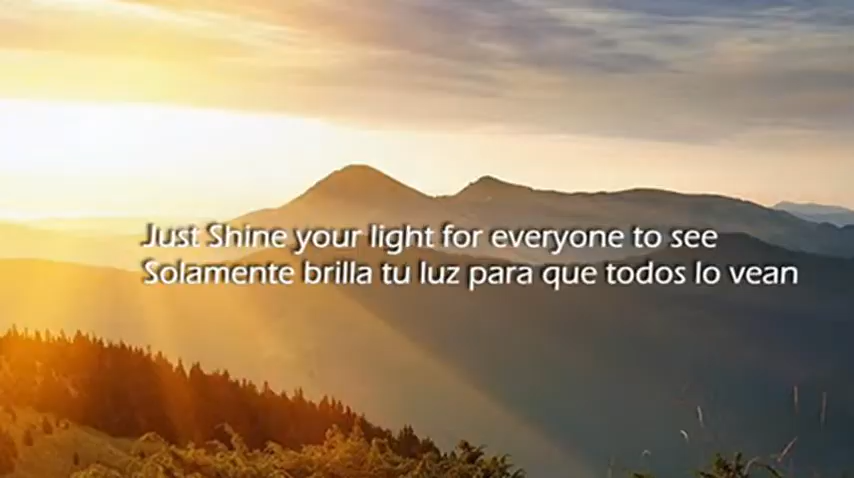 Just Shine your light for everyone to see
Solamente brilla tu luz para que todos lo vean